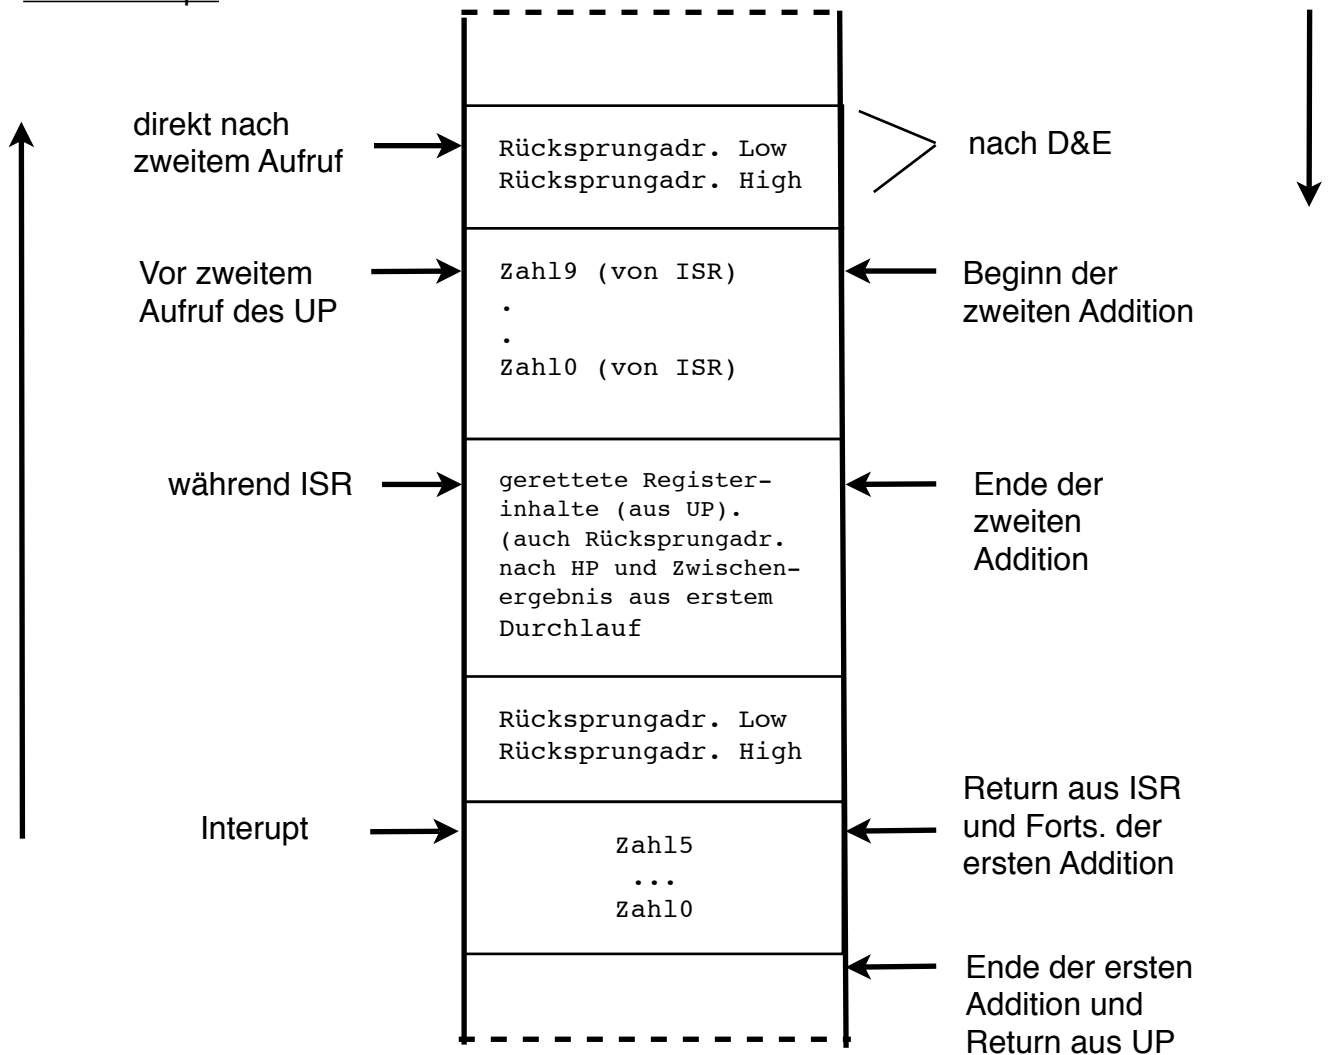 direkt nach
zweitem Aufruf
Rücksprungadr. Low
Rücksprungadr. High
nach D&E
Vor zweitem
Aufruf des UP
Zahl9 (von ISR)
.
.
Zahl0 (von ISR)
Beginn der
zweiten Addition
während ISR
gerettete Register-
inhalte (aus UP).
(auch Rücksprungadr.
nach HP und Zwischen-
ergebnis aus erstem
Durchlauf
Ende der
zweiten
Addition
Rücksprungadr. Low
Rücksprungadr. High
Interupt
Zahl5
...
Zahl0
Return aus ISR
und Forts. der
ersten Addition
Ende der ersten
Addition und
Return aus UP